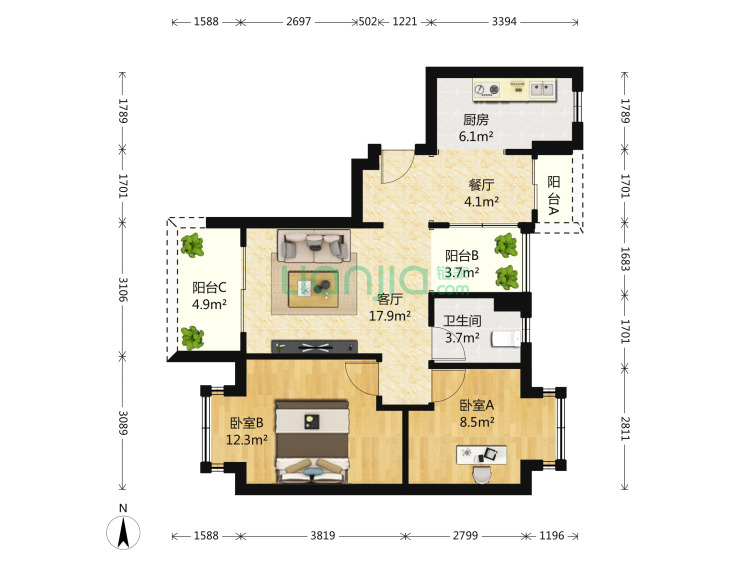 1588 2697 502 1221 3394
1789
1701
3106
3089
1789
1701
1683
1701
2811
厨房
6.1m²
餐厅
4.1m²
阳
台A
阳台B
3.7m²
阳台C
4.9m²
lianjia
.com
客厅
17.9m²
卫生间
3.7m²
卧室B
12.3m²
卧室A
8.5m²
N
1588 3819 2799 1196